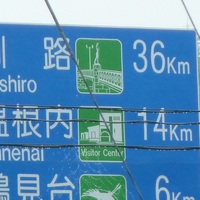 路 36Km
shiro
根内 14Km
nenai Visitor Center
見台 6Km